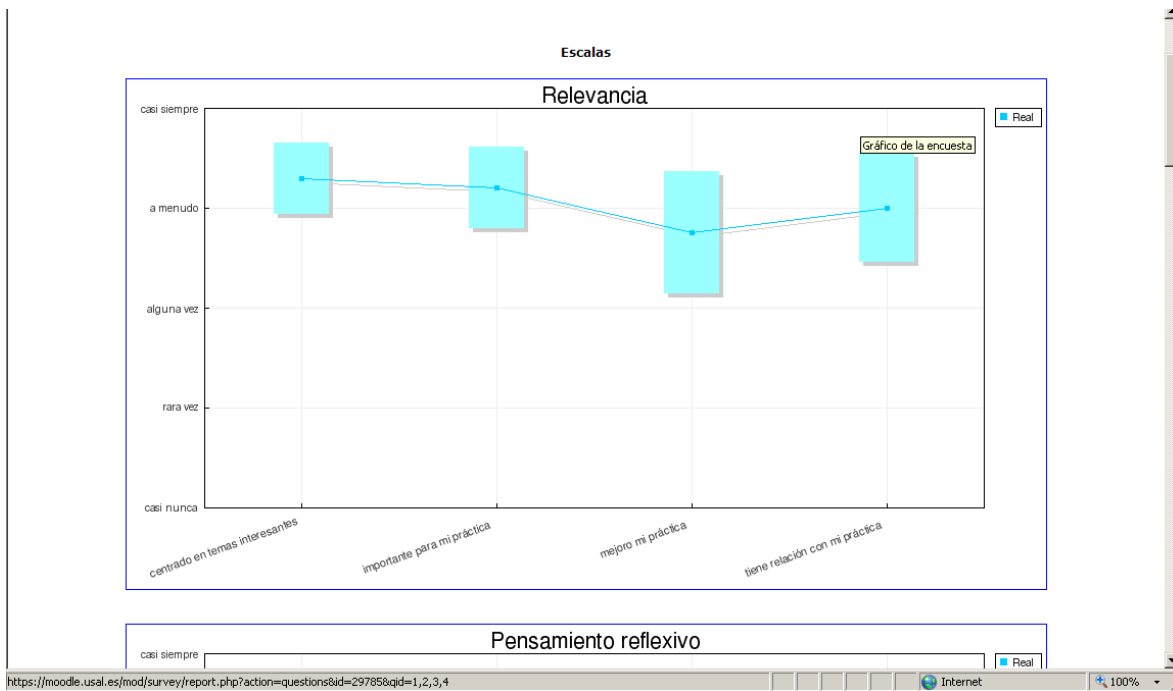 Escalas
Relevancia
casi siempre
a menudo
alguna vez
rara vez
casi nunca
Real
Gráfico de la encuesta
centrado en temas interesantes
importante para mi práctica
mejoro mi práctica
tiene relación con mi práctica
Pensamiento reflexivo
casi siempre
Real
https://moodle.usal.es/mod/survey/report.php?action=questions&id=29785&qid=1,2,3,4
Internet
100%